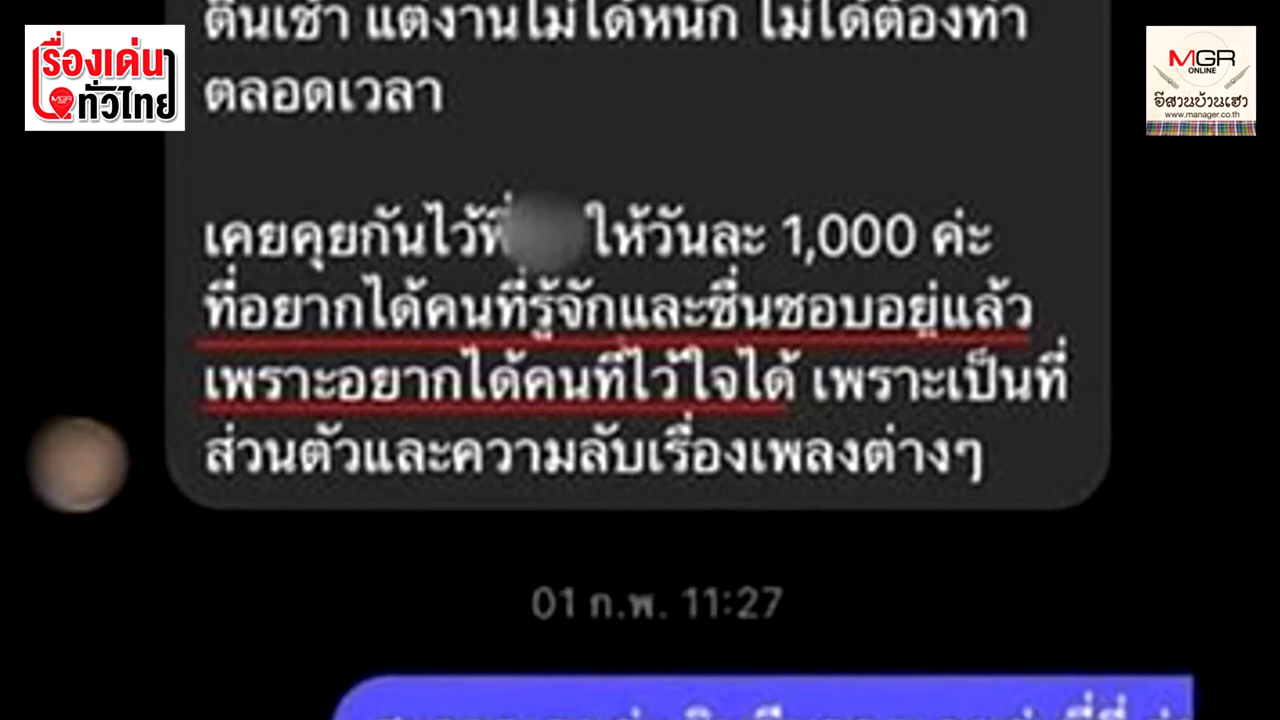 เรื่องเด่น
MGR
ทั่วไทย
MGR
ONLINE
อีสานบ้านเฮา
www.manager.co.th
ตื่นเช้า แต่งานไม่ได้หนัก ไม่ได้ต้องทำ
ตลอดเวลา
เคยคุยกันไว้พี่ ให้วันละ 1,000 ค่ะ
ที่อยากได้คนที่รู้จักและชื่นชอบอยู่แล้ว
เพราะอยากได้คนที่ไว้ใจได้ เพราะเป็นที่
ส่วนตัวและความลับเรื่องเพลงต่างๆ
01 ก.พ. 11:27